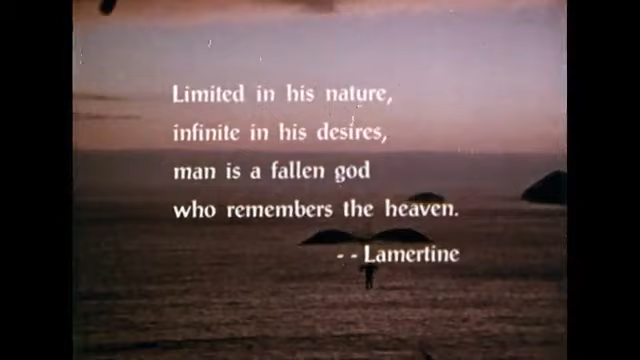 Limited in his nature,
infinite in his desires,
man is a fallen god
who remembers the heaven.
-- Lamertine